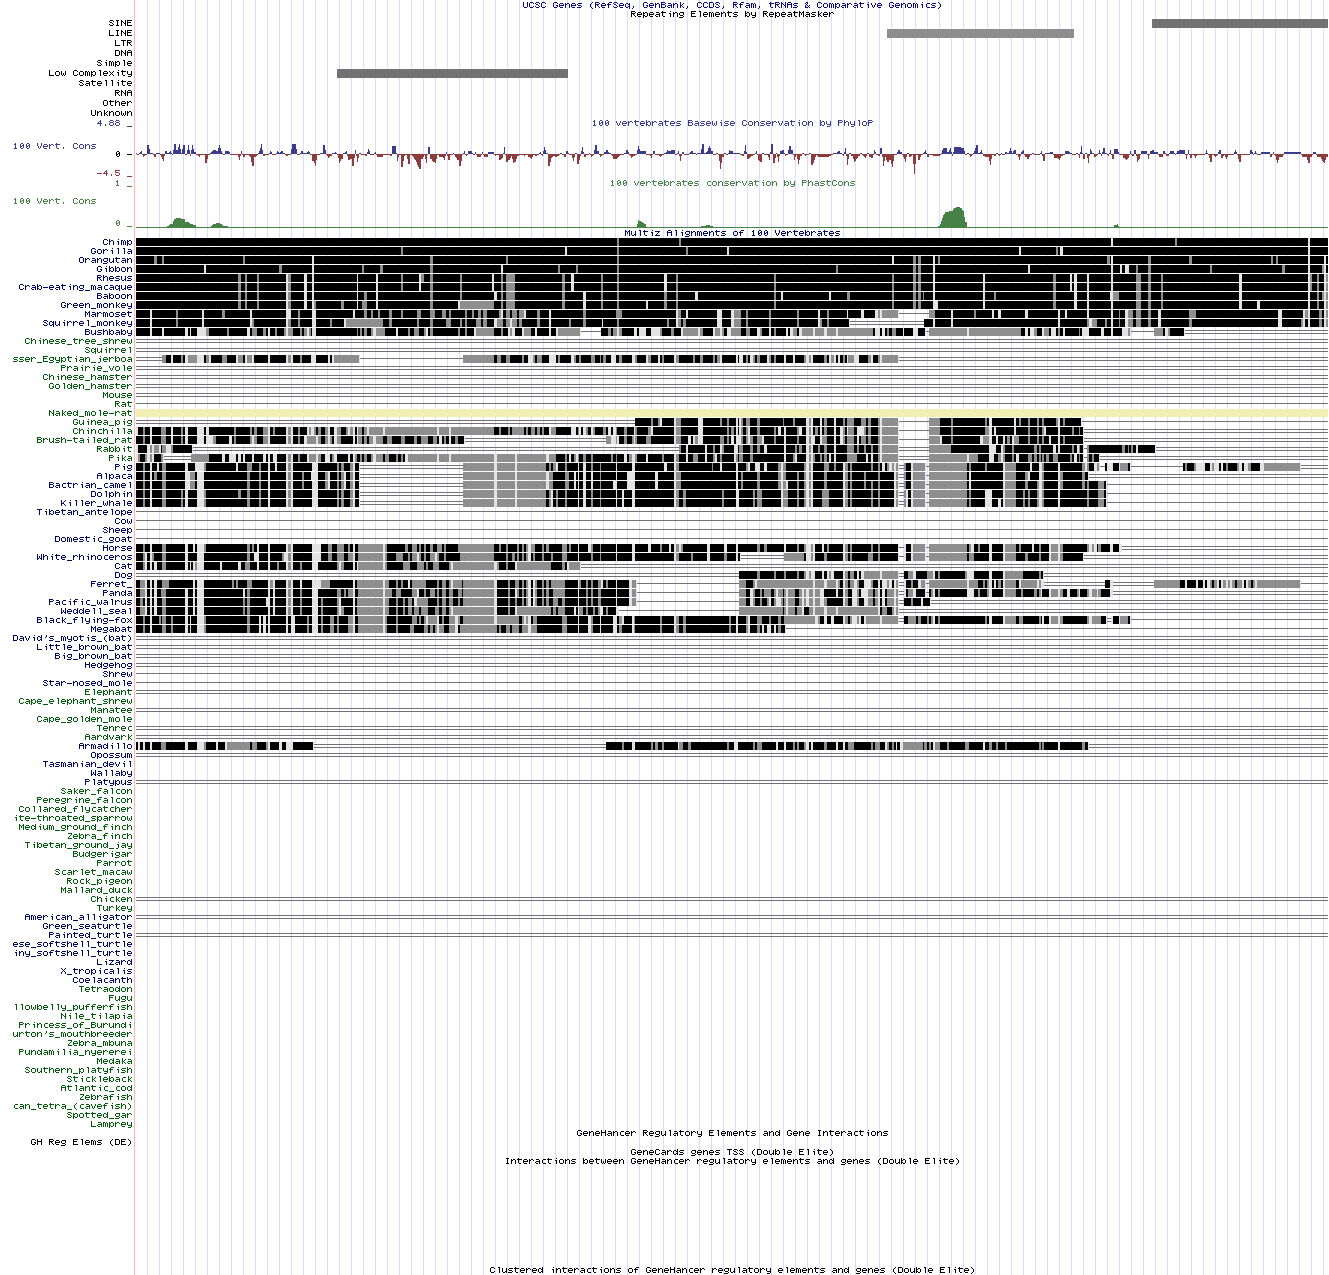 UCSC Genes (RefSeq, GenBank, CCDS, Rfam, tRNAs & Comparative Genomics)
Repeating Elements by RepeatMasker
SINE
LINE
LTR
DNA
Simple
Low Complexity
Satellite
RNA
Other
Unknown
4.88 _
100 vertebrates Basewise Conservation by PhyloP
100 Vert. Cons
0 _
-4.5 _
100 vertebrates conservation by PhastCons
1 _
100 Vert. Cons
0 _
Multiz Alignments of 100 Vertebrates
Chimp
Gorilla
Orangutan
Gibbon
Rhesus
Crab-eating_macaque
Baboon
Green_monkey
Marmoset
Squirrel_monkey
Bushbaby
Chinese_tree_shrew
Squirrel
sser_Egyptian_jerboa
Prairie_vole
Chinese_hamster
Golden_hamster
Mouse
Rat
Naked_mole-rat
Guinea_pig
Chinchilla
Brush-tailed_rat
Rabbit
Pika
Pig
Alpaca
Bactrian_camel
Dolphin
Killer_whale
Tibetan_antelope
Cow
Sheep
Domestic_goat
Horse
White_rhinoceros
Cat
Dog
Ferret_
Panda
Pacific_walrus
Weddell_seal
Black_flying-fox
Megabat
David's_myotis_(bat)
Little_brown_bat
Big_brown_bat
Hedgehog
Shrew
Star-nosed_mole
Elephant
Cape_elephant_shrew
Manatee
Cape_golden_mole
Tenrec
Aardvark
Armadillo
Opossum
Tasmanian_devil
Wallaby
Platypus
Saker_falcon
Peregrine_falcon
Collared_flycatcher
ite-throated_sparrow
Medium_ground_finch
Zebra_finch
Tibetan_ground_jay
Budgerigar
Parrot
Scarlet_macaw
Rock_pigeon
Mallard_duck
Chicken
Turkey
American_alligator
Green_seaturtle
Painted_turtle
ese_softshell_turtle
iny_softshell_turtle
Lizard
X_tropicalis
Coelacanth
Tetraodon
Fugu
llowbelly_pufferfish
Nile_tilapia
Princess_of_Burundi
urton's_mouthbreeder
Zebra_mbuna
Pundamilia_nyererei
Medaka
Southern_platyfish
Stickleback
Atlantic_cod
Zebrafish
can_tetra_(cavefish)
Spotted_gar
Lamprey
GeneHancer Regulatory Elements and Gene Interactions
GH Reg Elems (DE)
GeneCards genes TSS (Double Elite)
Interactions between GeneHancer regulatory elements and genes (Double Elite)
Clustered interactions of GeneHancer regulatory elements and genes (Double Elite)